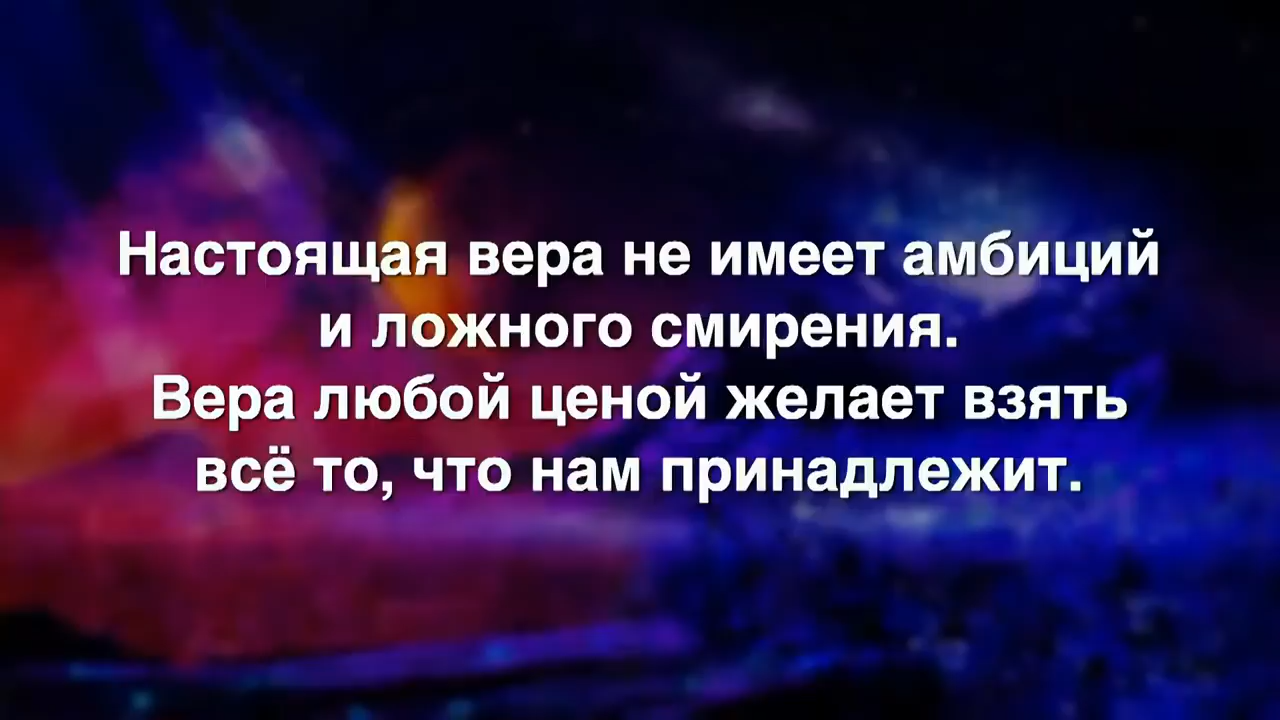 Настоящая вера не имеет амбиций
и ложного смирения.
Вера любой ценой желает взять
всё то, что нам принадлежит.